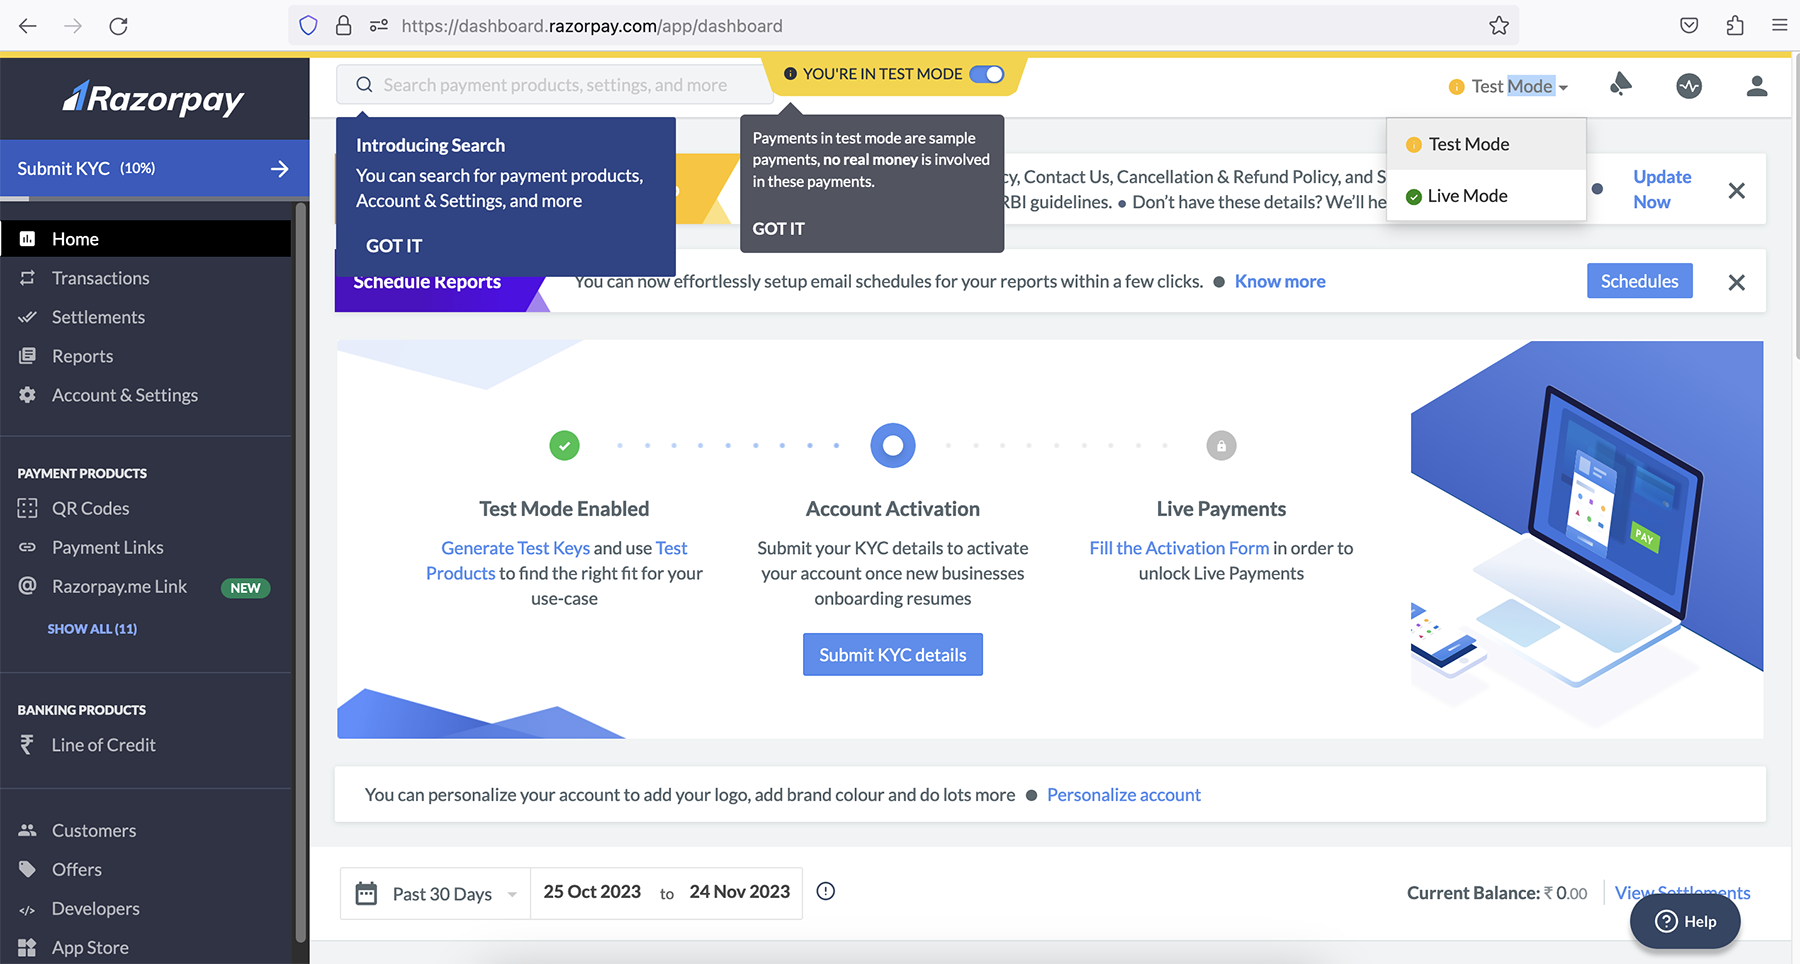 https://dashboard.razorpay.com/app/dashboard
Razorpay
Search payment products, settings, and more
YOU'RE IN TEST MODE
Test Mode
Submit KYC (10%)
Introducing Search
You can search for payment products,
Account & Settings, and more
GOT IT
Payments in test mode are sample
payments, no real money is involved
in these payments.
GOT IT
cy, Contact Us, Cancellation & Refund Policy, and S
RBI guidelines. • Don't have these details? We'll he
Test Mode
Live Mode
Update
Now
Schedule Reports
You can now effortlessly setup email schedules for your reports within a few clicks. ● Know more
Schedules
Home
Transactions
Settlements
Reports
Account & Settings
PAYMENT PRODUCTS
QR Codes
Payment Links
Razorpay.me Link NEW
SHOW ALL (11)
BANKING PRODUCTS
Line of Credit
Customers
Offers
Developers
App Store
Test Mode Enabled
Generate Test Keys and use Test
Products to find the right fit for your
use-case
Account Activation
Submit your KYC details to activate
your account once new businesses
onboarding resumes
Submit KYC details
Live Payments
Fill the Activation Form in order to
unlock Live Payments
PAY
You can personalize your account to add your logo, add brand colour and do lots more ● Personalize account
Past 30 Days
25 Oct 2023 to 24 Nov 2023
Current Balance: ₹ 0.00
View Settlements
Help